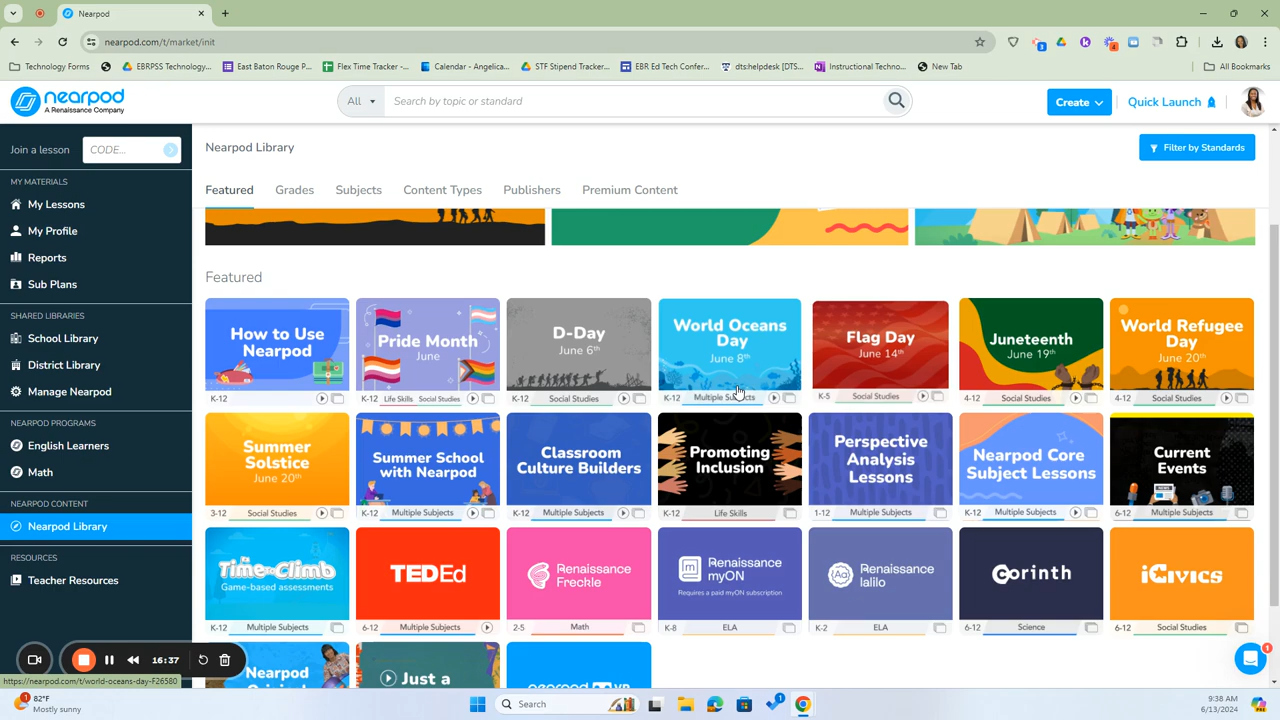 Nearpod
nearpod.com/t/market/init
Technology Forms
EBRPSS Technology...
East Baton Rouge P...
Flex Time Tracker -...
Calendar - Angelica...
STF Stipend Tracker...
EBR Ed Tech Confer...
dts:helpdesk [DTS...
Instructional Techno...
New Tab
All Bookmarks
nearpod
A Renaissance Company
All
Search by topic or standard
Create
Quick Launch
Join a lesson
CODE...
Nearpod Library
Filter by Standards
MY MATERIALS
My Lessons
My Profile
Reports
Sub Plans
SHARED LIBRARIES
School Library
District Library
Manage Nearpod
NEARPOD PROGRAMS
English Learners
Math
NEARPOD CONTENT
Nearpod Library
RESOURCES
Teacher Resources
Featured
Grades
Subjects
Content Types
Publishers
Premium Content
Featured
How to Use
Nearpod
K-12
Pride Month
June
K-12
Life Skills
Social Studies
D-Day
June 6th
K-12
Social Studies
World Oceans
Day
June 8th
K-12
Multiple Subjects
Flag Day
June 14th
K-5
Social Studies
Juneteenth
June 19th
4-12
Social Studies
World Refugee
Day
June 20th
4-12
Social Studies
Summer
Solstice
June 20th
3-12
Social Studies
Summer School
with Nearpod
K-12
Multiple Subjects
Classroom
Culture Builders
K-12
Multiple Subjects
Promoting
Inclusion
K-12
Life Skills
Perspective
Analysis
Lessons
1-12
Multiple Subjects
Nearpod Core
Subject Lessons
K-12
Multiple Subjects
Current
Events
NEWS
6-12
Multiple Subjects
Time to Climb
Game-based assessments
K-12
Multiple Subjects
TEDEd
6-12
Multiple Subjects
Renaissance
Freckle
2-5
Math
Renaissance
myON
Requires a paid myON subscription
K-8
ELA
Aa
Renaissance
lalilo
K-2
ELA
Corinth
6-12
Science
iCivics
6-12
Social Studies
Nearpod
Just a
nearpod VR
16:37
https://nearpod.com/t/world-oceans-day-F26580
82°F
Mostly sunny
Search
9:38 AM
6/13/2024